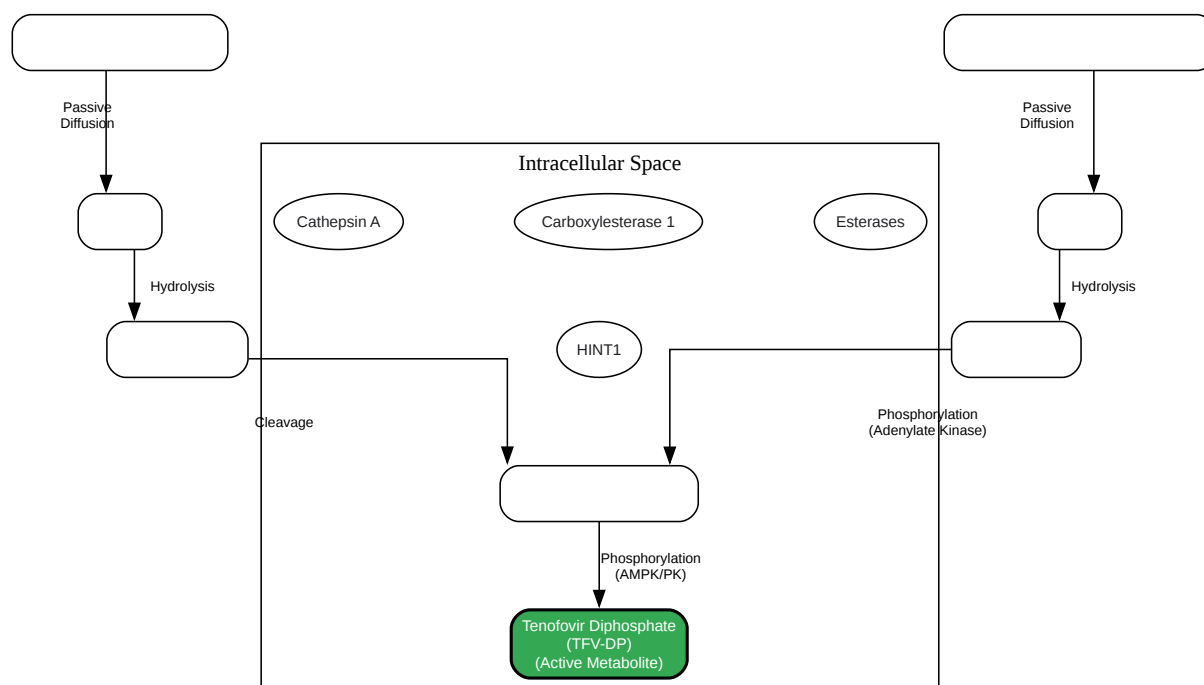 Passive
Diffusion
Passive
Diffusion
Intracellular Space
Cathepsin A
Carboxylesterase 1
Esterases
Hydrolysis
Hydrolysis
HINT1
Cleavage
Phosphorylation
(Adenylate Kinase)
Phosphorylation
(AMPK/PK)
Tenofovir Diphosphate
(TFV-DP)
(Active Metabolite)